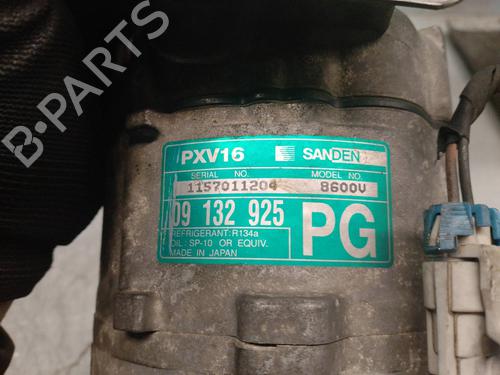 PXV16 SANDEN
SERIAL NO. MODEL NO.
1157011204 8600V
09 132 925 PG
REFRIGERANT:R134a
OIL:SP-10 OR EQUIV.
MADE IN JAPAN
B-PARTS